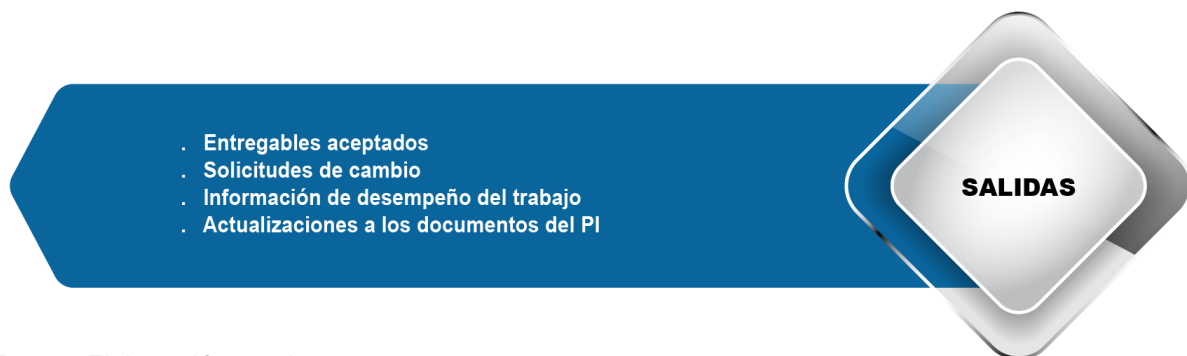 . Entregables aceptados
. Solicitudes de cambio
. Información de desempeño del trabajo
. Actualizaciones a los documentos del PI
SALIDAS